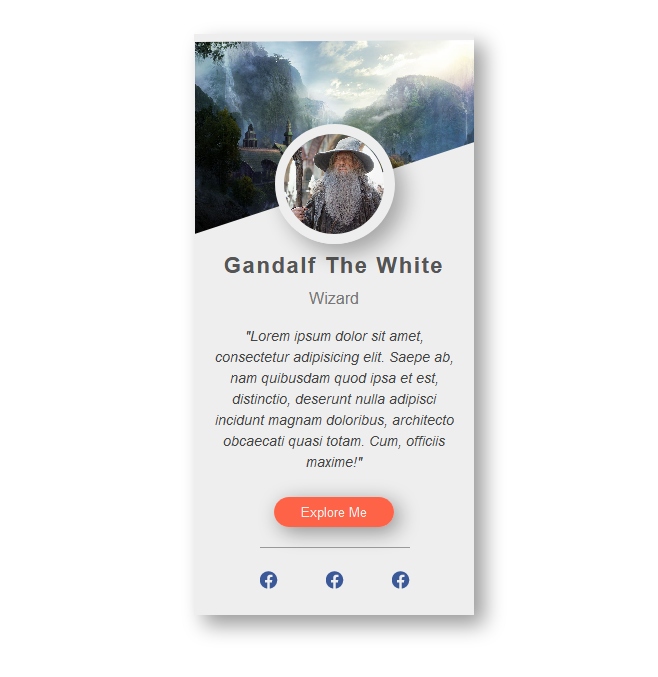 Gandalf The White
Wizard
"Lorem ipsum dolor sit amet,
consectetur adipisicing elit. Saepe ab,
nam quibusdam quod ipsa et est,
distinctio, deserunt nulla adipisci
incidunt magnam doloribus, architecto
obcaecati quasi totam. Cum, officiis
maxime!"
Explore Me